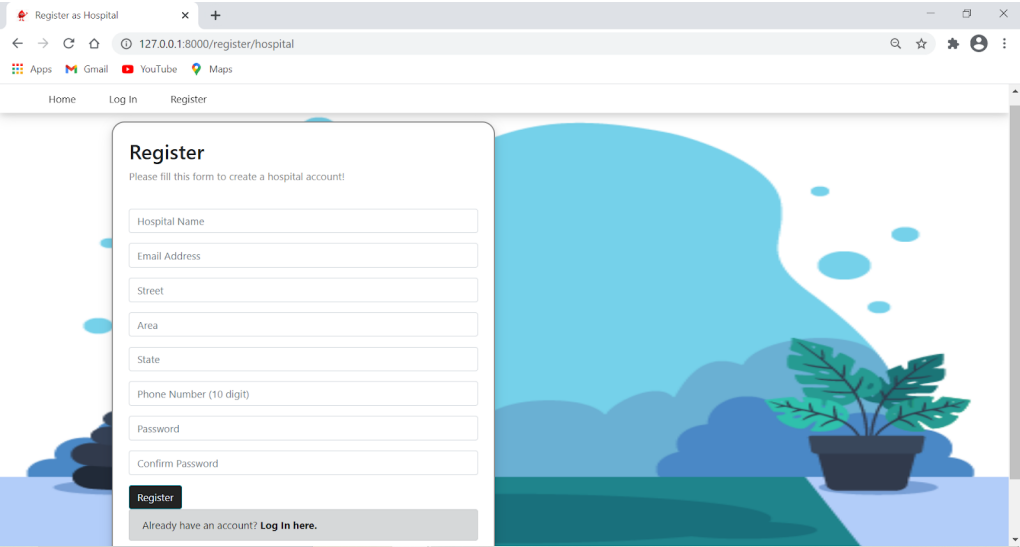 Register as Hospital
127.0.0.1:8000/register/hospital
Apps Gmail YouTube Maps
Home Log In Register
Register
Please fill this form to create a hospital account!
Hospital Name
Email Address
Street
Area
State
Phone Number (10 digit)
Password
Confirm Password
Register
Already have an account? Log In here.